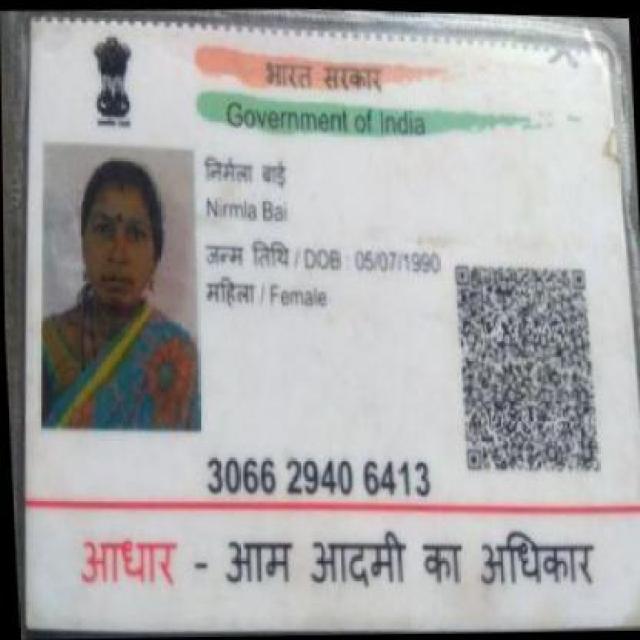 भारत सरकार
Government of India
निर्मला बाई
Nirmla Bai
जन्म तिथि / DOB : 05/07/1990
महिला / Female
3066 2940 6413
आधार - आम आदमी का अधिकार